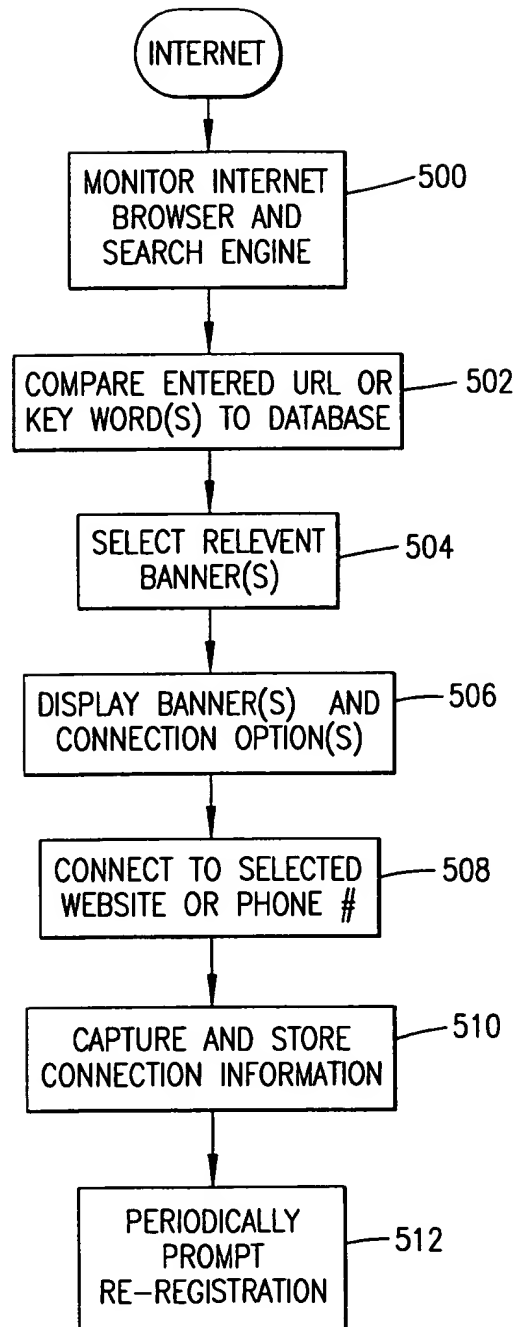 INTERNET
MONITOR INTERNET
BROWSER AND
SEARCH ENGINE
500
COMPARE ENTERED URL OR
KEY WORD(S) TO DATABASE
502
SELECT RELEVENT
BANNER(S)
504
DISPLAY BANNER(S) AND
CONNECTION OPTION(S)
506
CONNECT TO SELECTED
WEBSITE OR PHONE #
508
CAPTURE AND STORE
CONNECTION INFORMATION
510
PERIODICALLY
PROMPT
RE-REGISTRATION
512